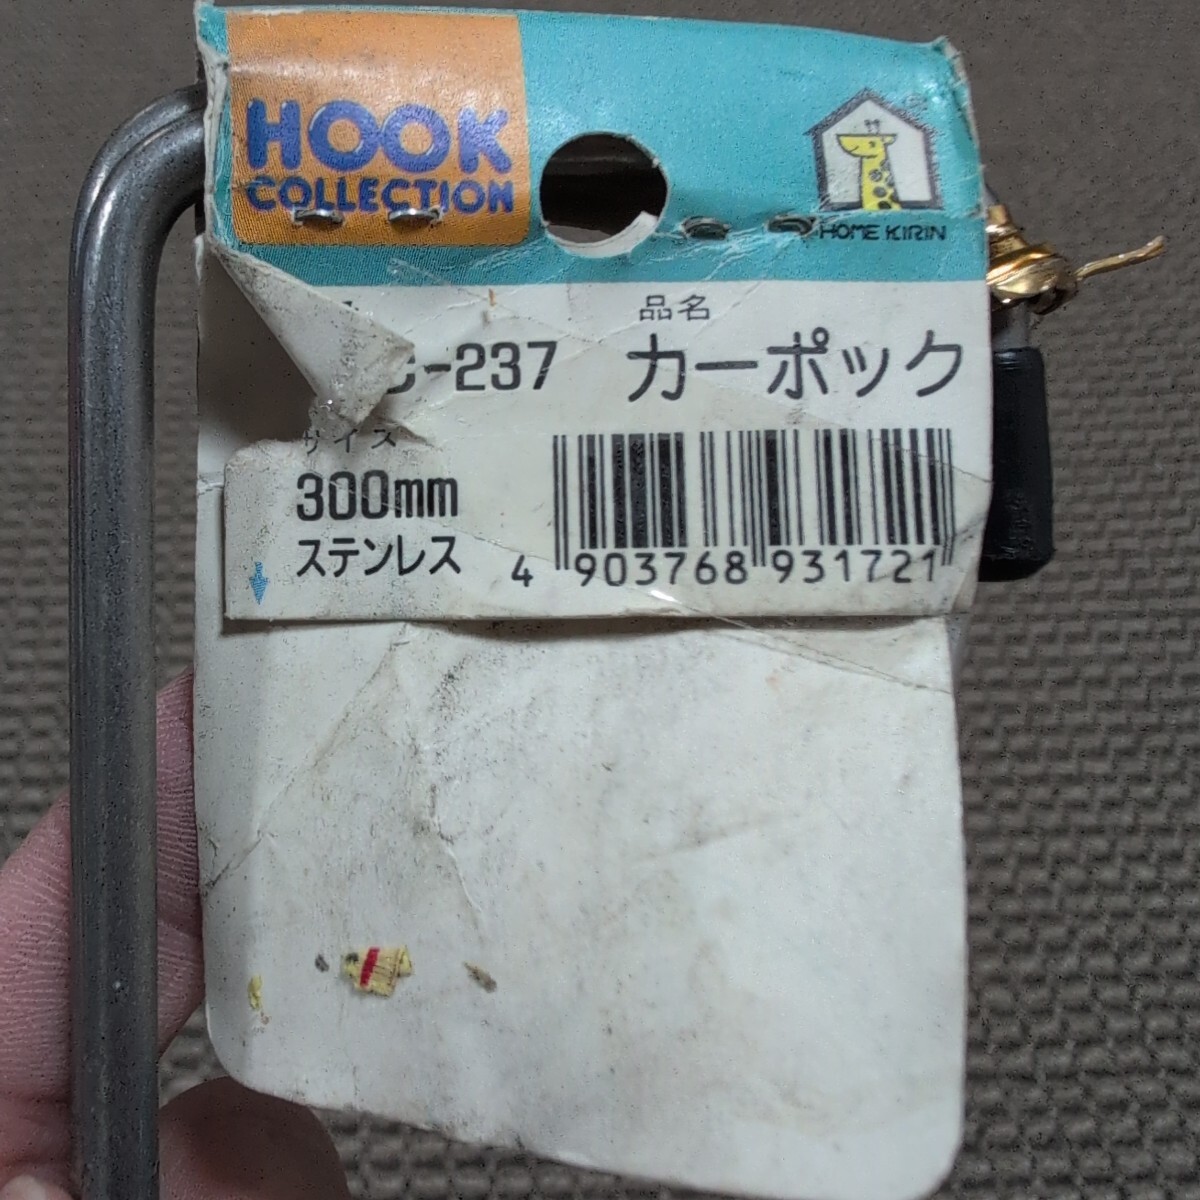 HOOK
COLLECTION
HOME KIRIN
品名
-237 カーポック
サイズ
300mm
ステンレス
4 903768 931721